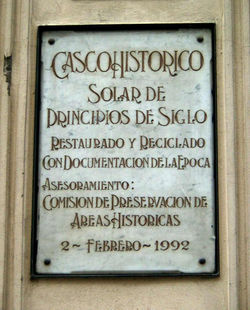 CASCO HISTORICO
SOLAR DE
PRINCIPIOS DE SIGLO
RESTAURADO Y RECICLADO
CON DOCUMENTACION DE LA EPOCA
ASESORAMIENTO:
COMISION DE PRESERVACION DE
AREAS HISTORICAS
2 - FEBRERO - 1992